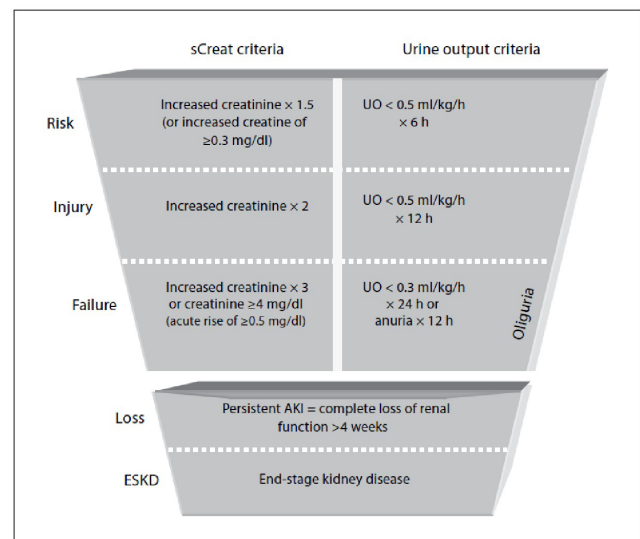 sCreat criteria
Urine output criteria
Risk
Increased creatinine × 1.5
(or increased creatine of
≥0.3 mg/dl)
UO < 0.5 ml/kg/h
× 6 h
Injury
Increased creatinine × 2
UO < 0.5 ml/kg/h
× 12 h
Failure
Increased creatinine × 3
or creatinine ≥4 mg/dl
(acute rise of ≥0.5 mg/dl)
UO < 0.3 ml/kg/h
× 24 h or
anuria × 12 h
Oliguria
Loss
Persistent AKI = complete loss of renal
function >4 weeks
ESKD
End-stage kidney disease